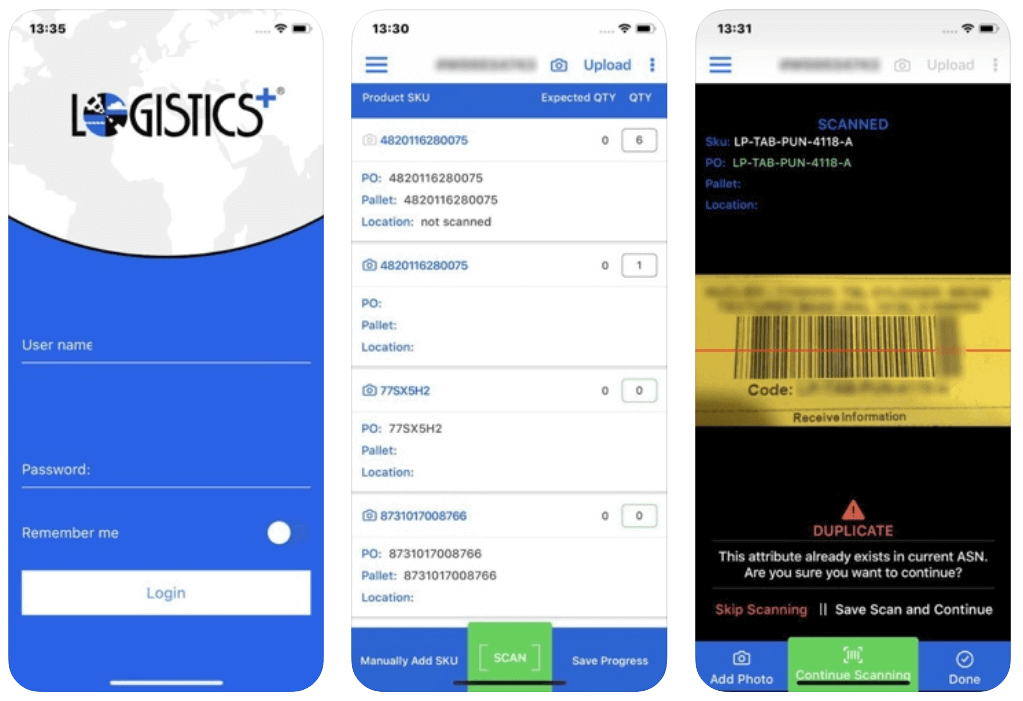 13:35
LOGISTICS+®
User name
Password:
Remember me
Login
13:30
Upload
Product SKU Expected QTY QTY
4820116280075 0 6
PO: 4820116280075
Pallet: 4820116280075
Location: not scanned
4820116280075 0 1
PO:
Pallet:
Location:
77SX5H2 0 0
PO: 77SX5H2
Pallet:
Location:
8731017008766 0 0
PO: 8731017008766
Pallet: 8731017008766
Location:
Manually Add SKU SCAN Save Progress
13:31
Upload
SCANNED
Sku: LP-TAB-PUN-4118-A
PO: LP-TAB-PUN-4118-A
Pallet:
Location:
Code:
Receive Information
DUPLICATE
This attribute already exists in current ASN.
Are you sure you want to continue?
Skip Scanning || Save Scan and Continue
Add Photo Continue Scanning Done